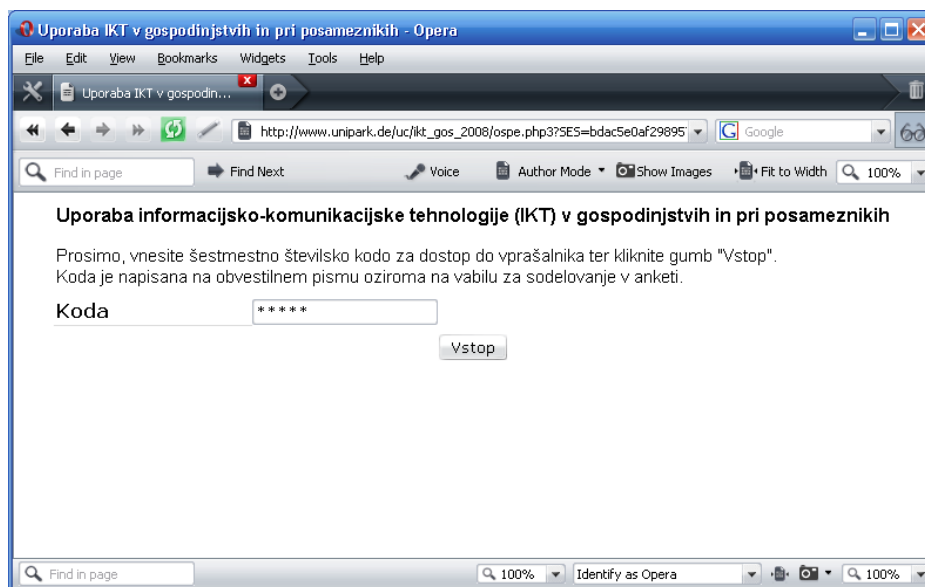 Uporaba IKT v gospodinjstvih in pri posameznikih - Opera
File Edit View Bookmarks Widgets Tools Help
Uporaba IKT v gospodin...
http://www.unipark.de/uc/ikt_gos_2008/ospe.php3?SES=bdac5e0af29895 Google
Find in page Find Next Voice Author Mode Show Images Fit to Width 100%
Uporaba informacijsko-komunikacijske tehnologije (IKT) v gospodinjstvih in pri posameznikih
Prosimo, vnesite šestmestno številsko kodo za dostop do vprašalnika ter kliknite gumb "Vstop".
Koda je napisana na obvestilnem pismu oziroma na vabilu za sodelovanje v anketi.
Koda *****
Vstop
Find in page 100% Identify as Opera 100%